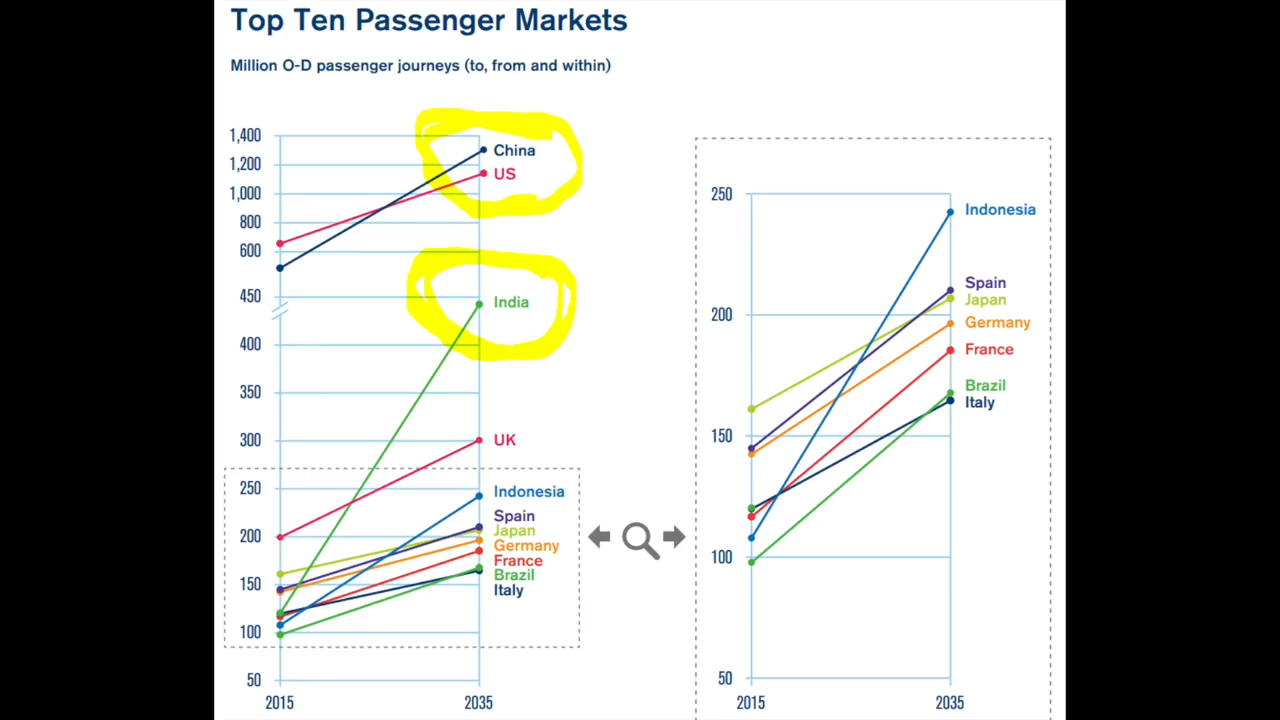 Top Ten Passenger Markets
Million O-D passenger journeys (to, from and within)
1,400
1,200
1,000
800
600
450
400
350
300
250
200
150
100
50
2015
2035
China
US
India
UK
Indonesia
Spain
Japan
Germany
France
Brazil
Italy
250
200
150
100
50
2015
2035
Indonesia
Spain
Japan
Germany
France
Brazil
Italy